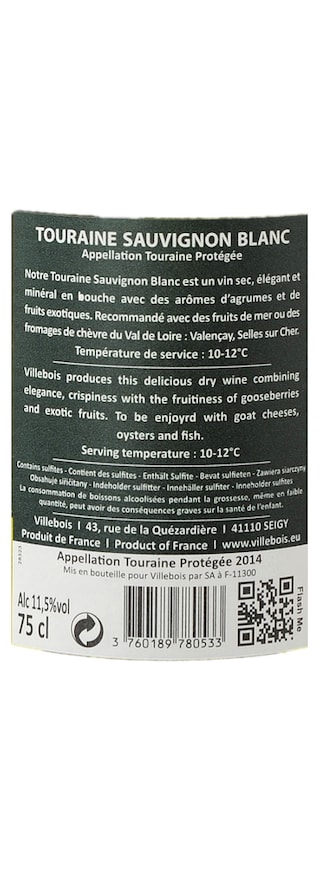 TOURAINE SAUVIGNON BLANC
Appellation Touraine Protégée
Notre Touraine Sauvignon Blanc est un vin sec, élégant et
minéral en bouche avec des arômes d'agrumes et de
fruits exotiques. Recommandé avec des fruits de mer ou des
fromages de chèvre du Val de Loire : Valençay, Selles sur Cher.
Température de service : 10-12°C
Villebois produces this delicious dry wine combining
elegance, crispiness with the fruitiness of gooseberries
and exotic fruits. To be enjoyrd with goat cheeses,
oysters and fish.
Serving temperature : 10-12°C
Contains sulfites - Contient des sulfites - Enthält Sulfite - Bevat sulfieten - Zawiera siarczyny
Obsahuje siřičitany - Indeholder sulfitter - Innehåller sulfiter - Inneholder sulfittes
La consommation de boissons alcoolisées pendant la grossesse, même en faible
quantité, peut avoir des conséquences graves sur la santé de l'enfant.
Villebois | 43, rue de la Quézardière | 41110 SEIGY
Produit de France | Product of France | www.villebois.eu
Appellation Touraine Protégée 2014
Mis en bouteille pour Villebois par SA à F-11300
Alc 11,5%vol
75 cl
3 760189 780533
Flash Me